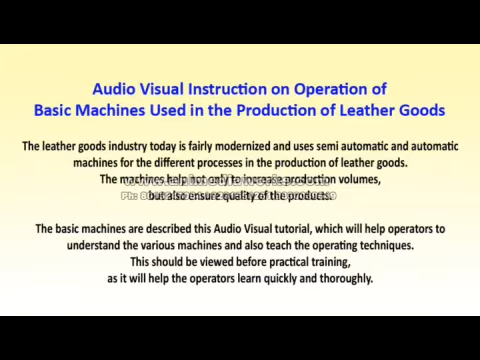 Audio Visual Instruction on Operation of
Basic Machines Used in the Production of Leather Goods
The leather goods industry today is fairly modernized and uses semi automatic and automatic
machines for the different processes in the production of leather goods.
The machines help not only to increase production volumes,
but also ensure quality of the products.
The basic machines are described this Audio Visual tutorial, which will help operators to
understand the various machines and also teach the operating techniques.
This should be viewed before practical training,
as it will help the operators learn quickly and thoroughly.